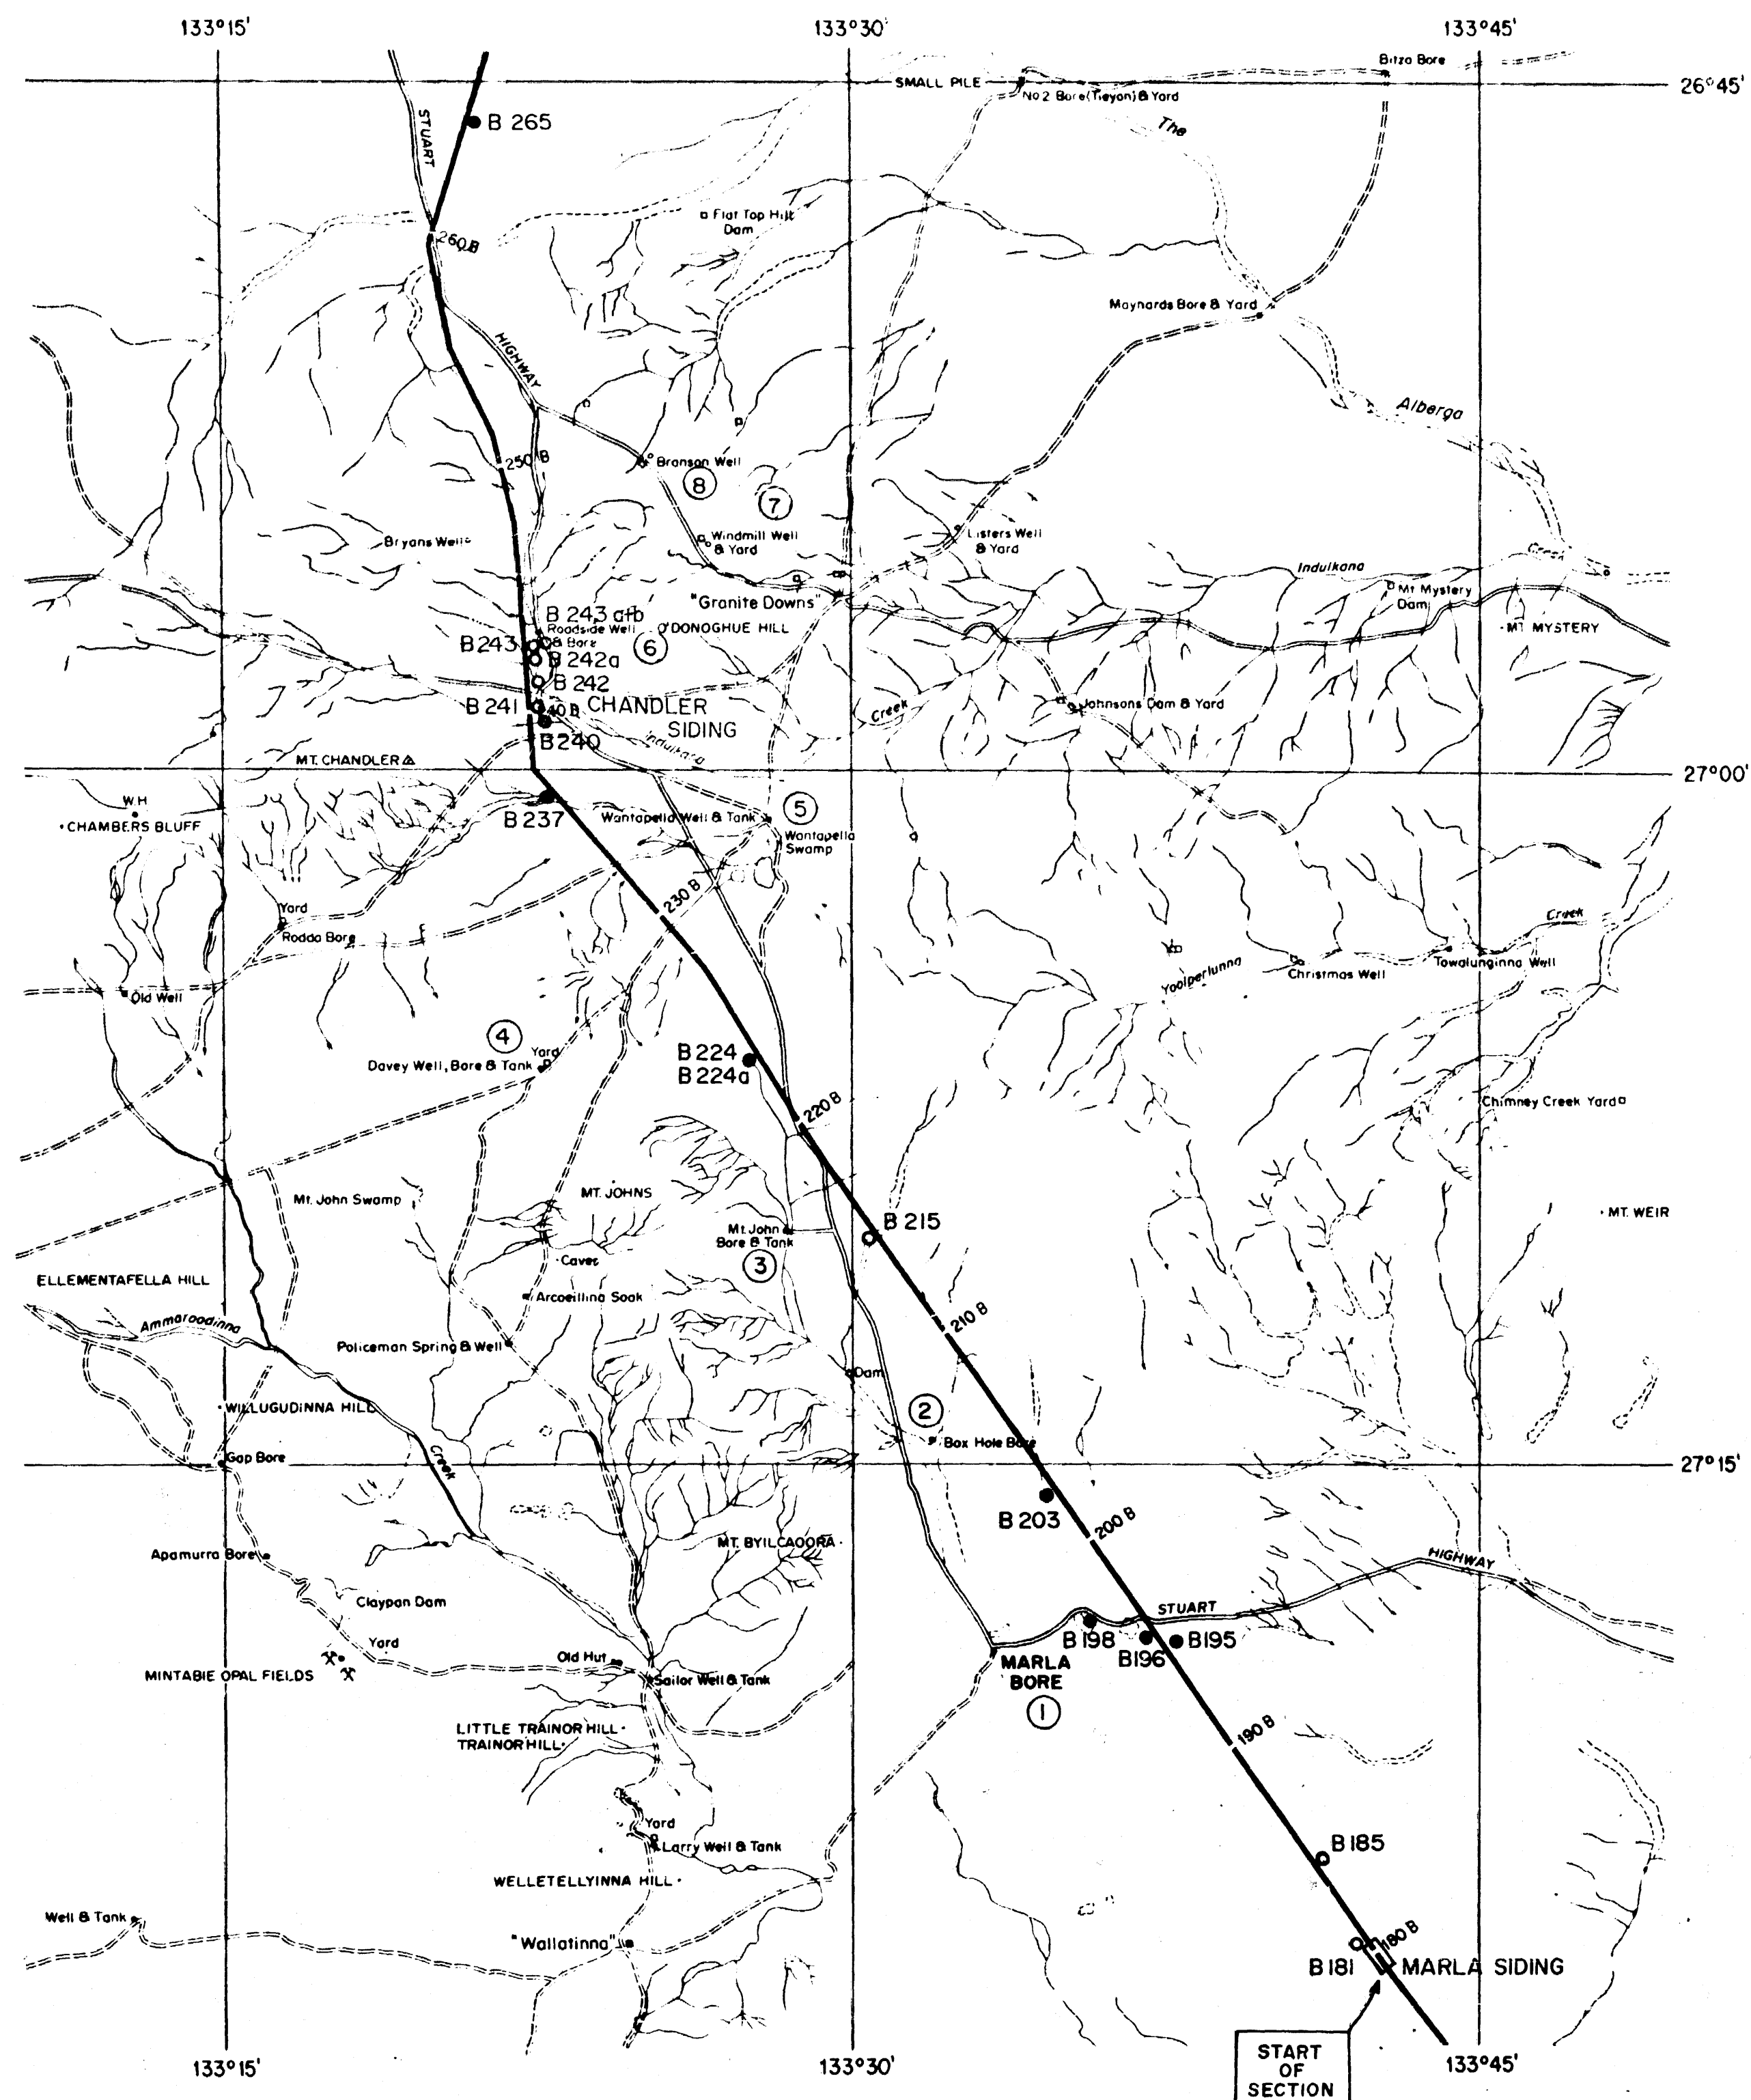 133°15'
133°30'
133°45'
26°45'
SMALL PILE
No 2 Bore (Tieyon) & Yard
Bitza Bore
The
STUART
B 265
260 B
Flat Top Hill
Dam
Maynards Bore & Yard
HIGHWAY
Alberga
250 B
Branson Well
8
7
Bryans Well
Windmill Well
& Yard
Listers Well
& Yard
Indulkana
Creek
Mt Mystery
Dam
MT MYSTERY
"Granite Downs"
B 243 a+b
Roadside Well
& Bore
O'DONOGHUE HILL
B 243
6
B 242a
B 242
B 241
40 B
CHANDLER
SIDING
B 240
Indulkana
Creek
Johnsons Dam & Yard
MT. CHANDLER
27°00'
W.H
CHAMBERS BLUFF
B 237
Wantapella Well & Tank
5
Wantapella
Swamp
230 B
Yard
Rodda Bore
Old Well
Creek
Yoolperlunna
Christmas Well
Towalunginna Well
4
Yard
Davey Well, Bore & Tank
B 224
B 224a
220 B
Chimney Creek Yard
Mt. John Swamp
MT. JOHNS
Mt. John
Bore & Tank
3
B 215
MT. WEIR
Caves
ELLEMENTAFELLA HILL
Arcoeillina Soak
Ammaroodinna
210 B
Policeman Spring & Well
Dam
WILLUGUDINNA HILL
2
Box Hole Bore
Gap Bore
Creek
27°15'
B 203
200 B
MT. BYILCAOORA
Apamurra Bore
HIGHWAY
Claypan Dam
STUART
Yard
B 198
B 195
B196
MINTABIE OPAL FIELDS
Old Hut
Sailor Well & Tank
MARLA
BORE
1
LITTLE TRAINOR HILL
TRAINOR HILL
190 B
Yard
Larry Well & Tank
B 185
WELLETELLYINNA HILL
Well & Tank
"Wallatinna"
180 B
B 181
MARLA SIDING
START
OF
SECTION
133°15'
133°30'
133°45'